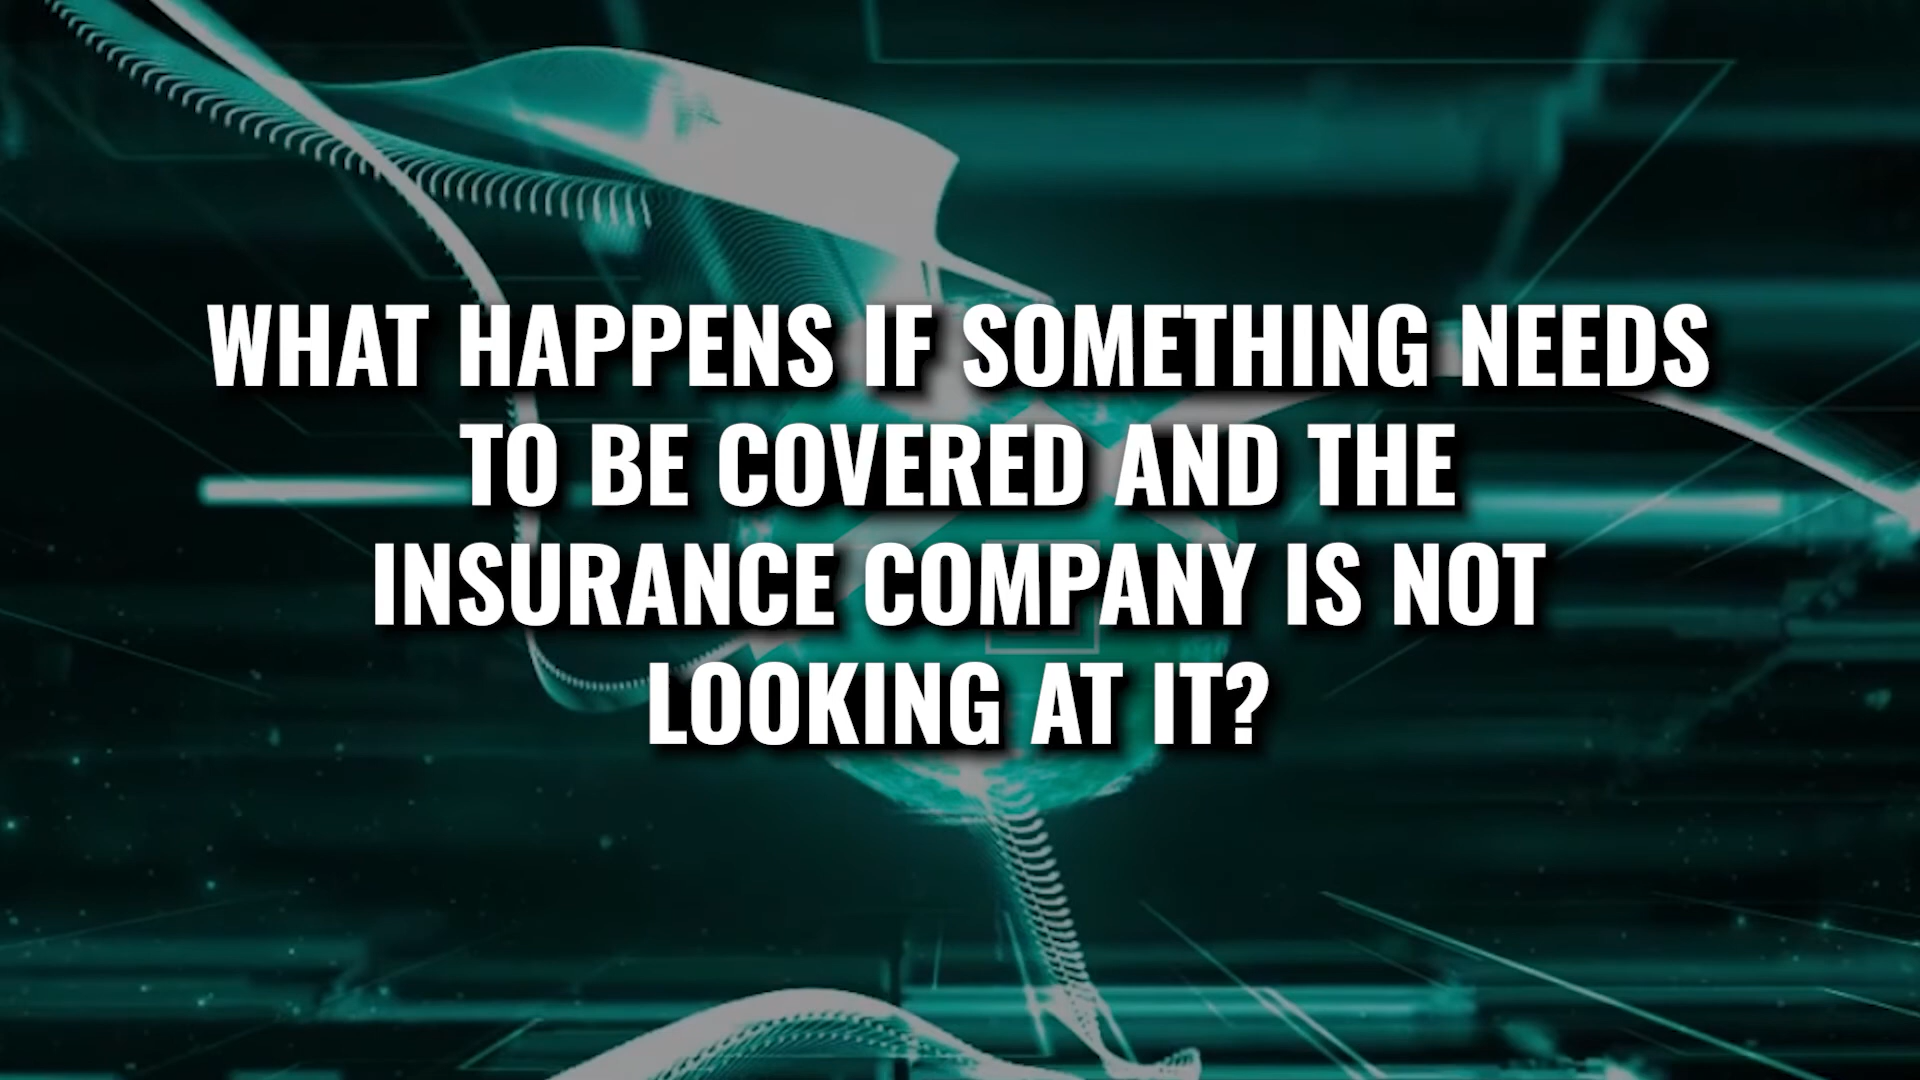 WHAT HAPPENS IF SOMETHING NEEDS
TO BE COVERED AND THE
INSURANCE COMPANY IS NOT
LOOKING AT IT?